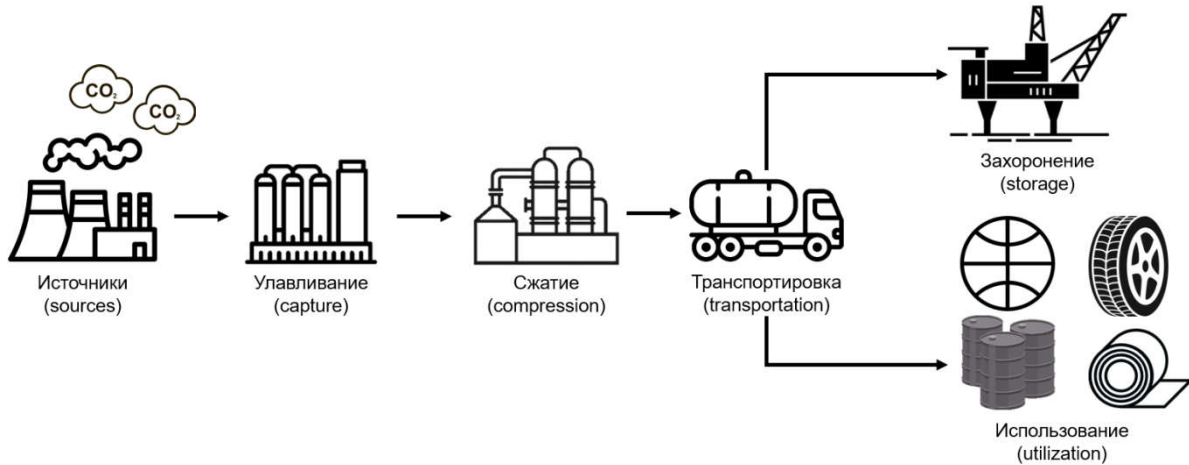 CO₂
CO₂
Источники
(sources)
Улавливание
(capture)
Сжатие
(compression)
Транспортировка
(transportation)
Захоронение
(storage)
Использование
(utilization)